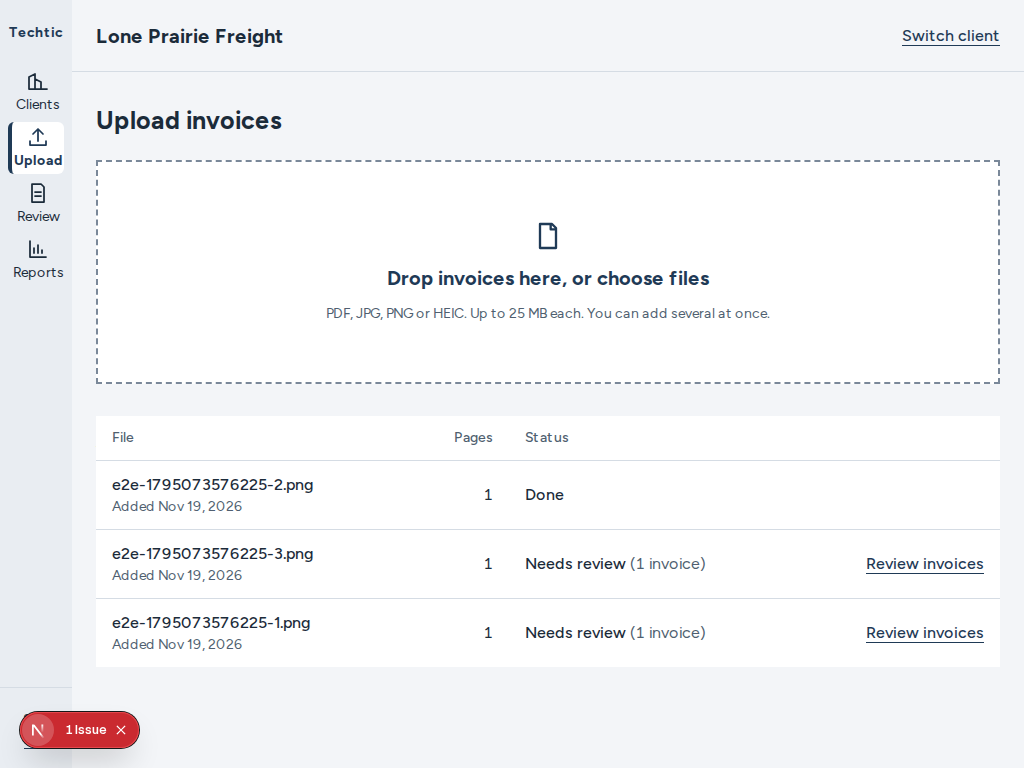 Techtic
Lone Prairie Freight
Switch client
Clients
Upload
Review
Reports
Upload invoices
Drop invoices here, or choose files
PDF, JPG, PNG or HEIC. Up to 25 MB each. You can add several at once.
File Pages Status
e2e-1795073576225-2.png
Added Nov 19, 2026
1 Done
e2e-1795073576225-3.png
Added Nov 19, 2026
1 Needs review (1 invoice) Review invoices
e2e-1795073576225-1.png
Added Nov 19, 2026
1 Needs review (1 invoice) Review invoices
N 1 Issue